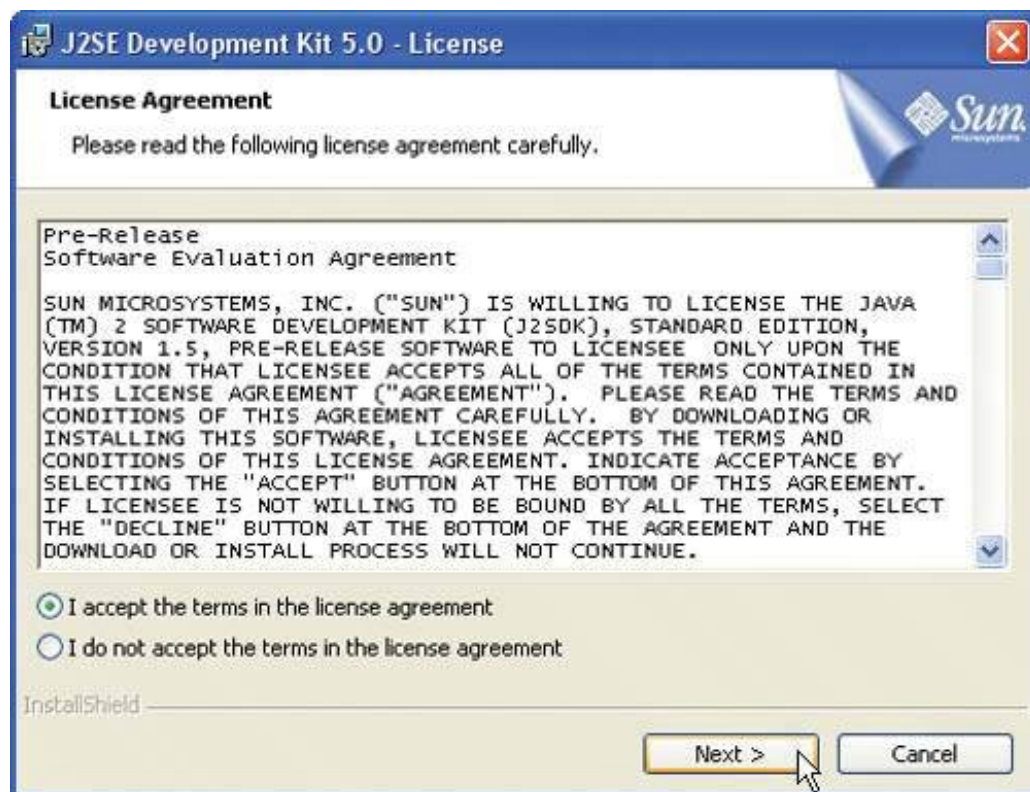 J2SE Development Kit 5.0 - License
License Agreement
Please read the following license agreement carefully.
Sun
microsystems
Pre-Release
Software Evaluation Agreement
SUN MICROSYSTEMS, INC. ("SUN") IS WILLING TO LICENSE THE JAVA
(TM) 2 SOFTWARE DEVELOPMENT KIT (J2SDK), STANDARD EDITION,
VERSION 1.5, PRE-RELEASE SOFTWARE TO LICENSEE  ONLY UPON THE
CONDITION THAT LICENSEE ACCEPTS ALL OF THE TERMS CONTAINED IN
THIS LICENSE AGREEMENT ("AGREEMENT").  PLEASE READ THE TERMS AND
CONDITIONS OF THIS AGREEMENT CAREFULLY.  BY DOWNLOADING OR
INSTALLING THIS SOFTWARE, LICENSEE ACCEPTS THE TERMS AND
CONDITIONS OF THIS LICENSE AGREEMENT. INDICATE ACCEPTANCE BY
SELECTING THE "ACCEPT" BUTTON AT THE BOTTOM OF THIS AGREEMENT.
IF LICENSEE IS NOT WILLING TO BE BOUND BY ALL THE TERMS, SELECT
THE "DECLINE" BUTTON AT THE BOTTOM OF THE AGREEMENT AND THE
DOWNLOAD OR INSTALL PROCESS WILL NOT CONTINUE.
I accept the terms in the license agreement
I do not accept the terms in the license agreement
InstallShield
Next >
Cancel